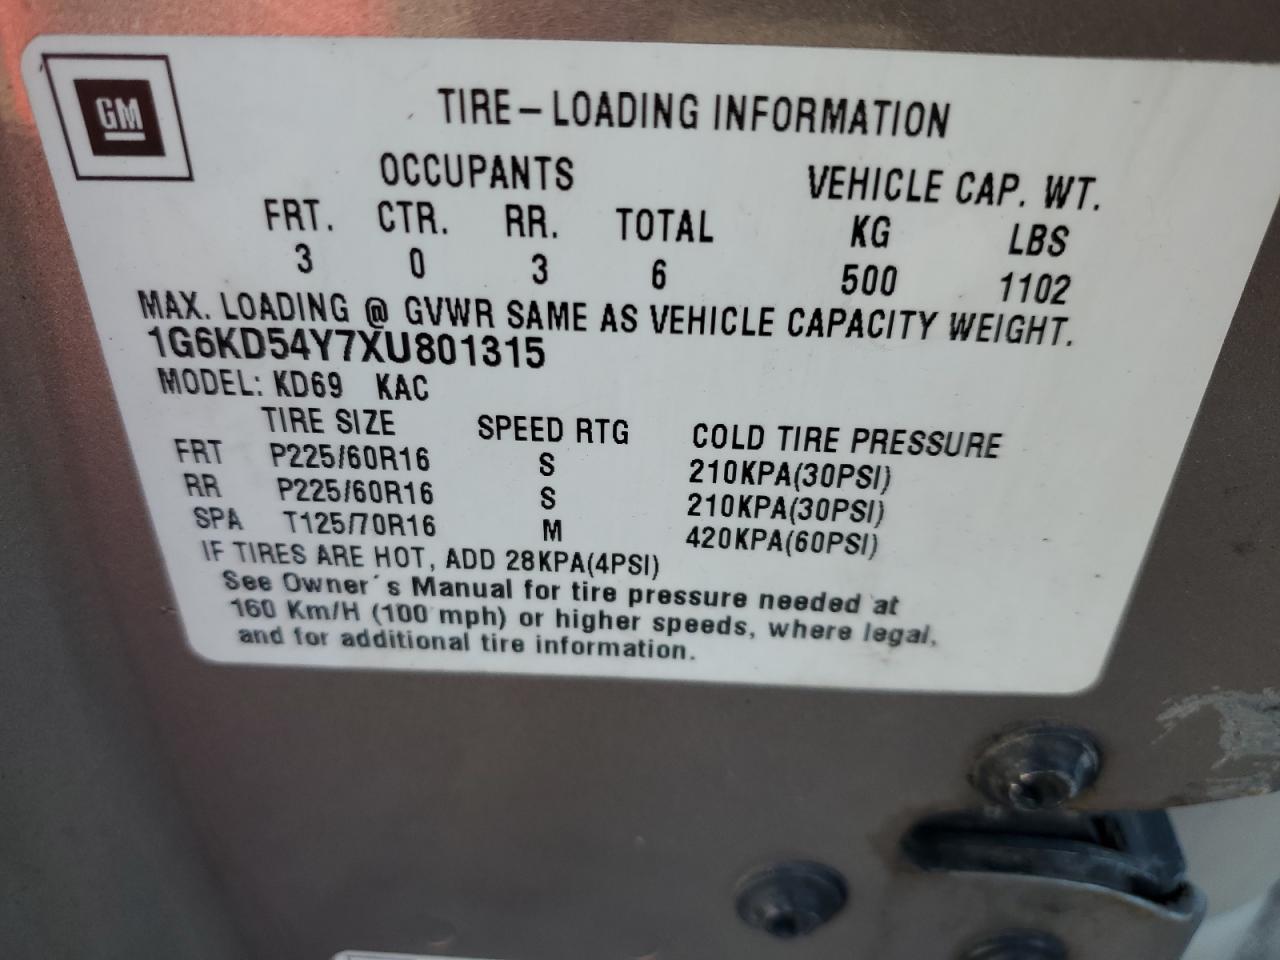 GM
TIRE-LOADING INFORMATION
OCCUPANTS VEHICLE CAP. WT.
FRT. CTR. RR. TOTAL KG LBS
3 0 3 6 500 1102
MAX. LOADING @ GVWR SAME AS VEHICLE CAPACITY WEIGHT.
1G6KD54Y7XU801315
MODEL: KD69 KAC
TIRE SIZE SPEED RTG COLD TIRE PRESSURE
FRT P225/60R16 S 210KPA(30PSI)
RR P225/60R16 S 210KPA(30PSI)
SPA T125/70R16 M 420KPA(60PSI)
IF TIRES ARE HOT, ADD 28KPA(4PSI)
See Owner´s Manual for tire pressure needed at
160 Km/H (100 mph) or higher speeds, where legal,
and for additional tire information.